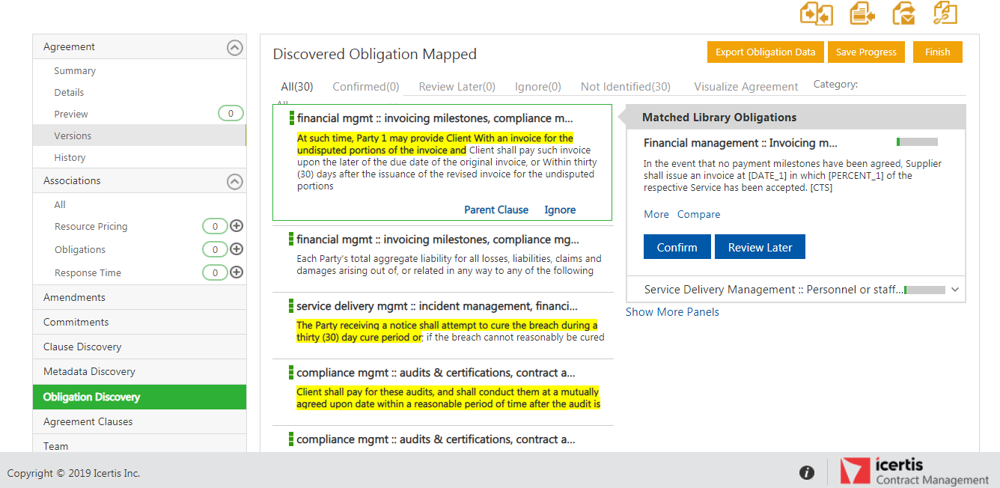 Agreement
Summary
Details
Preview
0
Versions
History
Associations
All
Resource Pricing
0
Obligations
0
Response Time
0
Amendments
Commitments
Clause Discovery
Metadata Discovery
Obligation Discovery
Agreement Clauses
Team
Discovered Obligation Mapped
Export Obligation Data
Save Progress
Finish
All(30)
Confirmed(0)
Review Later(0)
Ignore(0)
Not Identified(30)
Visualize Agreement
Category:
All
financial mgmt :: invoicing milestones, compliance m...
At such time, Party 1 may provide Client With an invoice for the
undisputed portions of the invoice and Client shall pay such invoice
upon the later of the due date of the original invoice, or Within thirty
(30) days after the issuance of the revised invoice for the undisputed
portions
Parent Clause
Ignore
financial mgmt :: invoicing milestones, compliance mg...
Each Party's total aggregate liability for all losses, liabilities, claims and
damages arising out of, or related in any way to any of the following
service delivery mgmt :: incident management, financi...
The Party receiving a notice shall attempt to cure the breach during a
thirty (30) day cure period or; if the breach cannot reasonably be cured
compliance mgmt :: audits & certifications, contract a...
Client shall pay for these audits, and shall conduct them at a mutually
agreed upon date within a reasonable period of time after the audit is
compliance mgmt :: audits & certifications, contract a...
Matched Library Obligations
Financial management :: Invoicing m...
In the event that no payment milestones have been agreed, Supplier
shall issue an invoice at [DATE_1] in which [PERCENT_1] of the
respective Service has been accepted. [CTS]
More
Compare
Confirm
Review Later
Service Delivery Management :: Personnel or staff...
Show More Panels
Copyright © 2019 Icertis Inc.
icertis
Contract Management